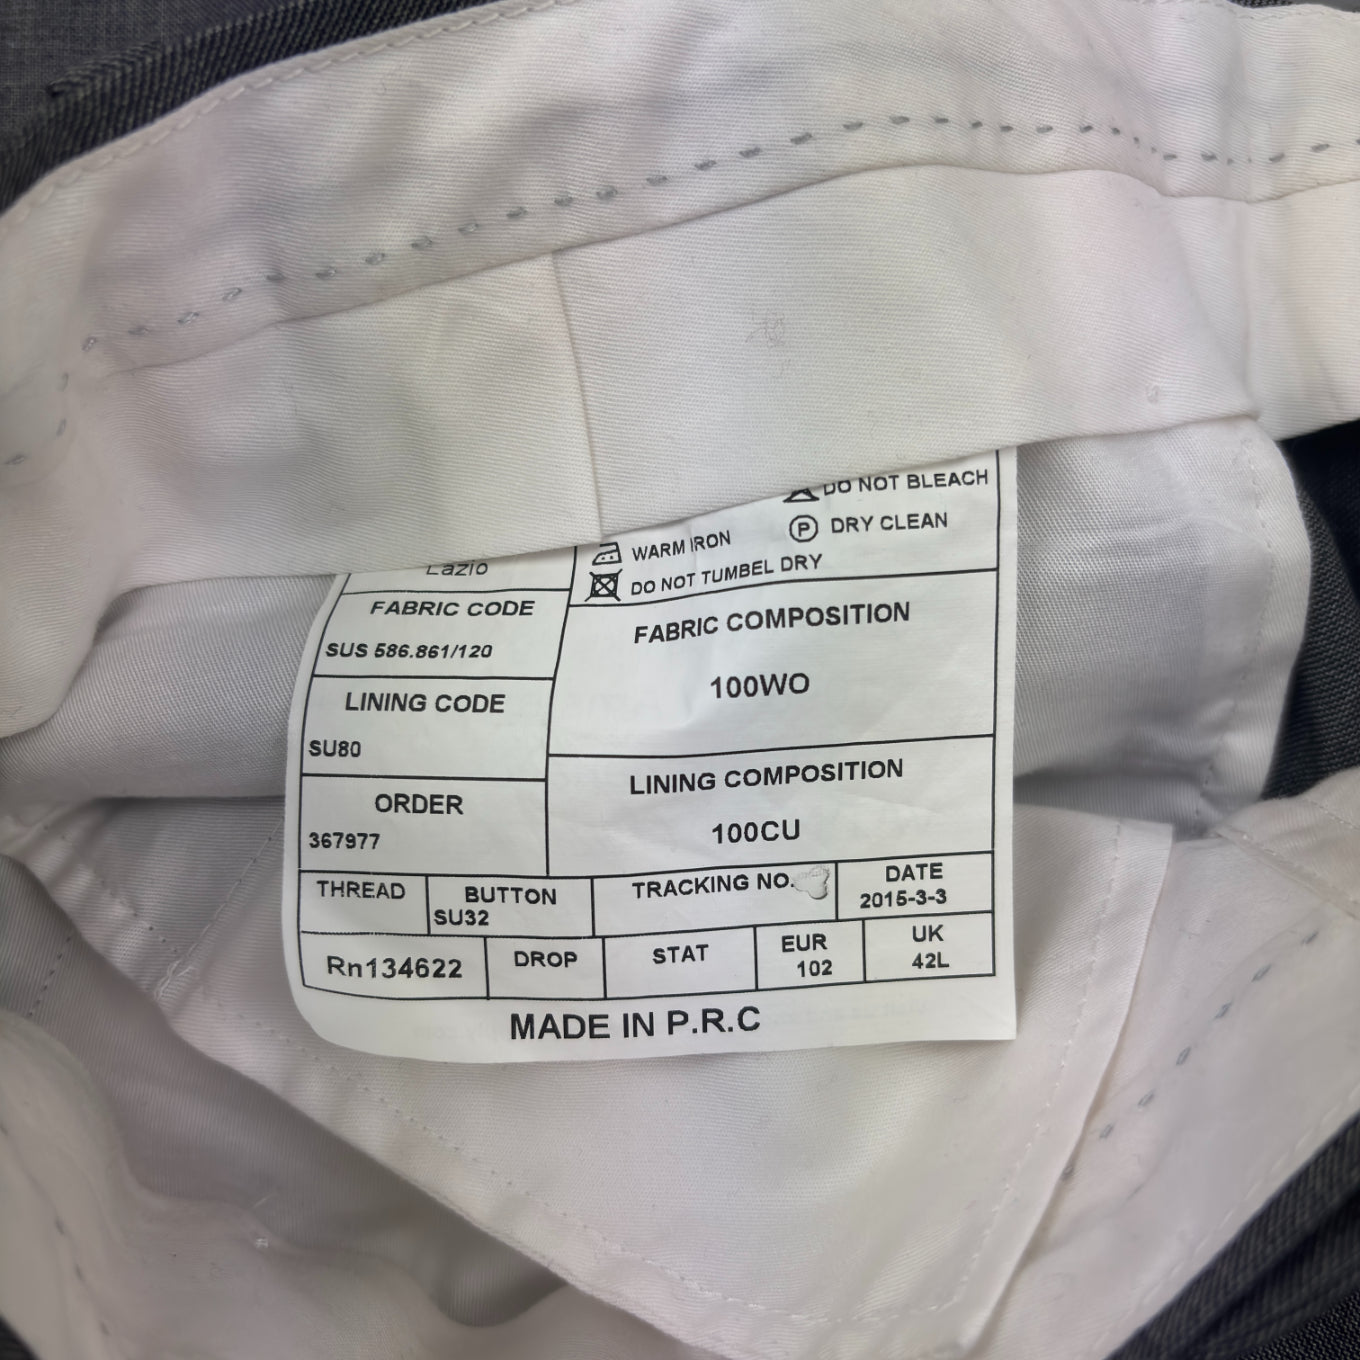 Lazio
FABRIC CODE
SUS 586.861/120
LINING CODE
SU80
ORDER
367977
DO NOT BLEACH
WARM IRON
P DRY CLEAN
DO NOT TUMBEL DRY
FABRIC COMPOSITION
100WO
LINING COMPOSITION
100CU
THREAD
BUTTON
SU32
TRACKING NO.
DATE
2015-3-3
Rn134622
DROP
STAT
EUR
102
UK
42L
MADE IN P.R.C